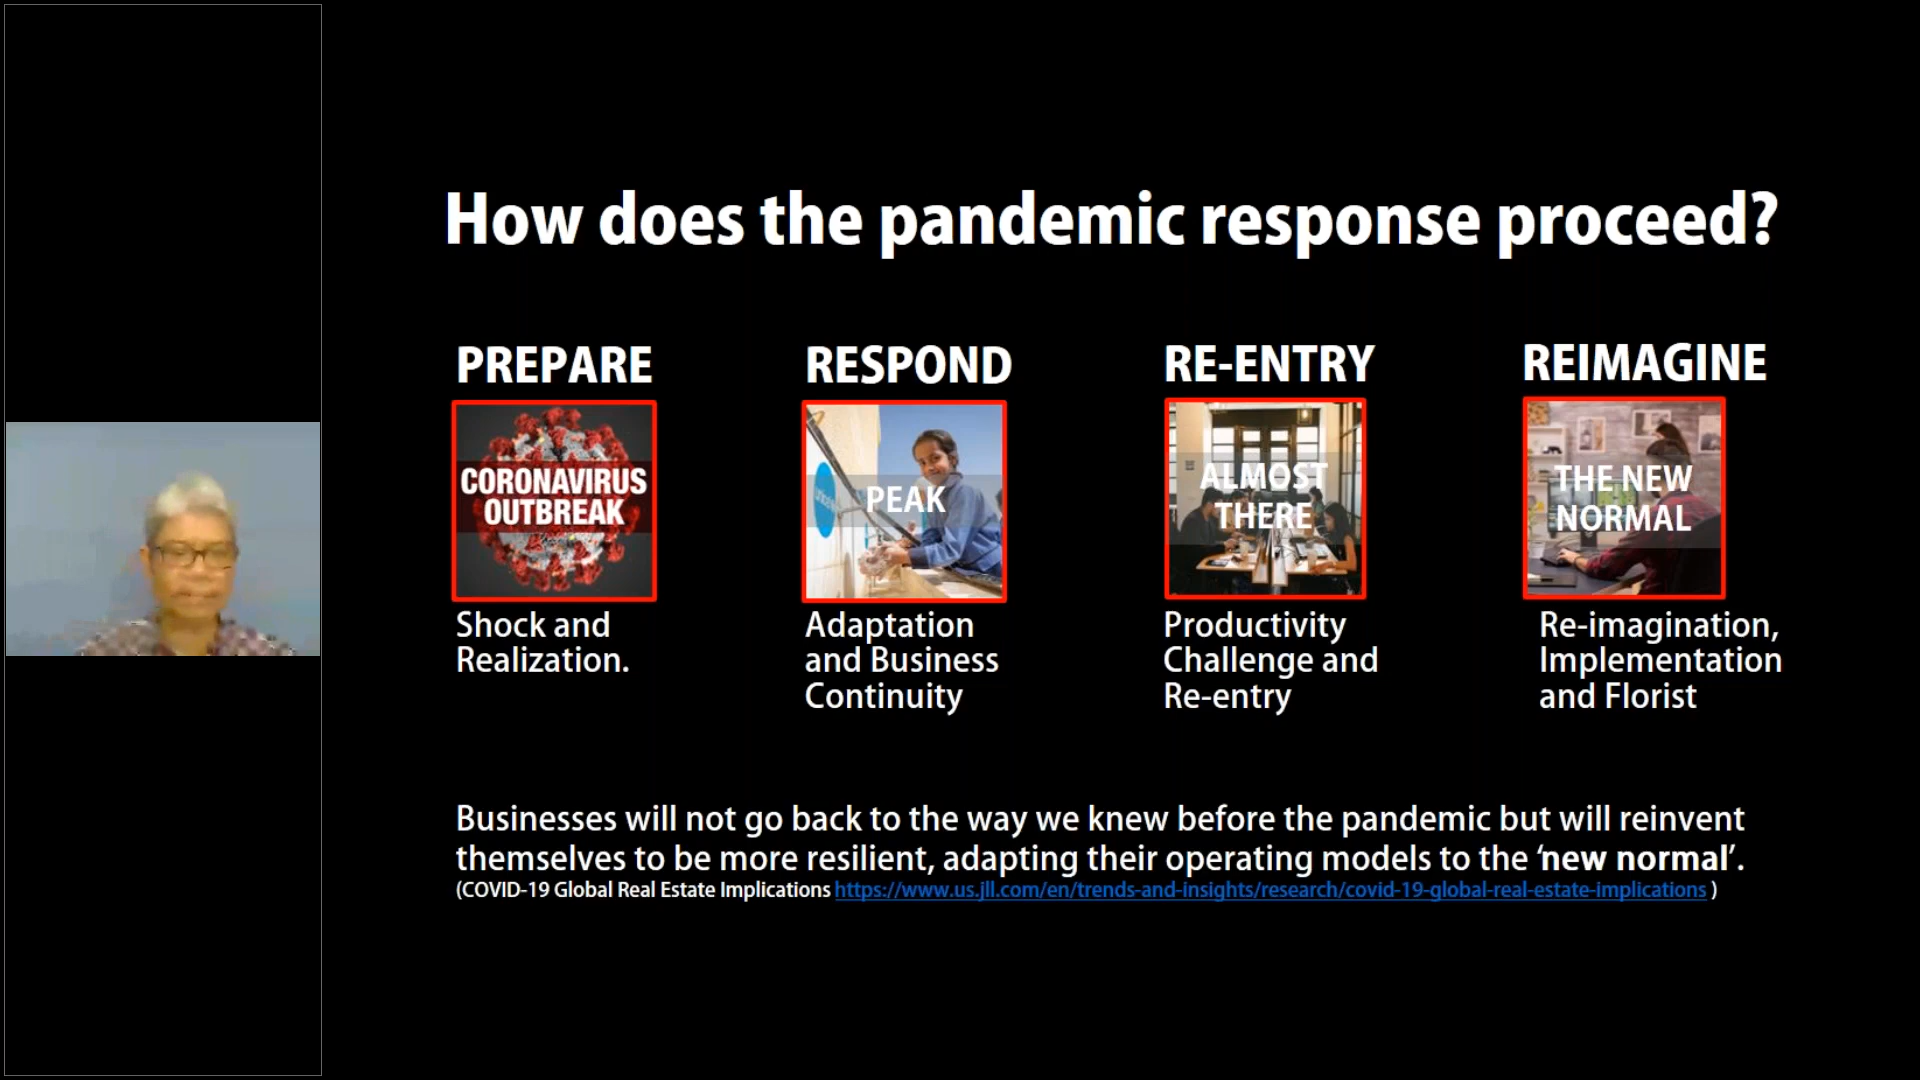 How does the pandemic response proceed?
PREPARE
CORONAVIRUS
OUTBREAK
Shock and
Realization.
RESPOND
PEAK
Adaptation
and Business
Continuity
RE-ENTRY
ALMOST
THERE
Productivity
Challenge and
Re-entry
REIMAGINE
THE NEW
NORMAL
Re-imagination,
Implementation
and Florist
Businesses will not go back to the way we knew before the pandemic but will reinvent
themselves to be more resilient, adapting their operating models to the ‘new normal’.
(COVID-19 Global Real Estate Implications https://www.us.jll.com/en/trends-and-insights/research/covid-19-global-real-estate-implications )